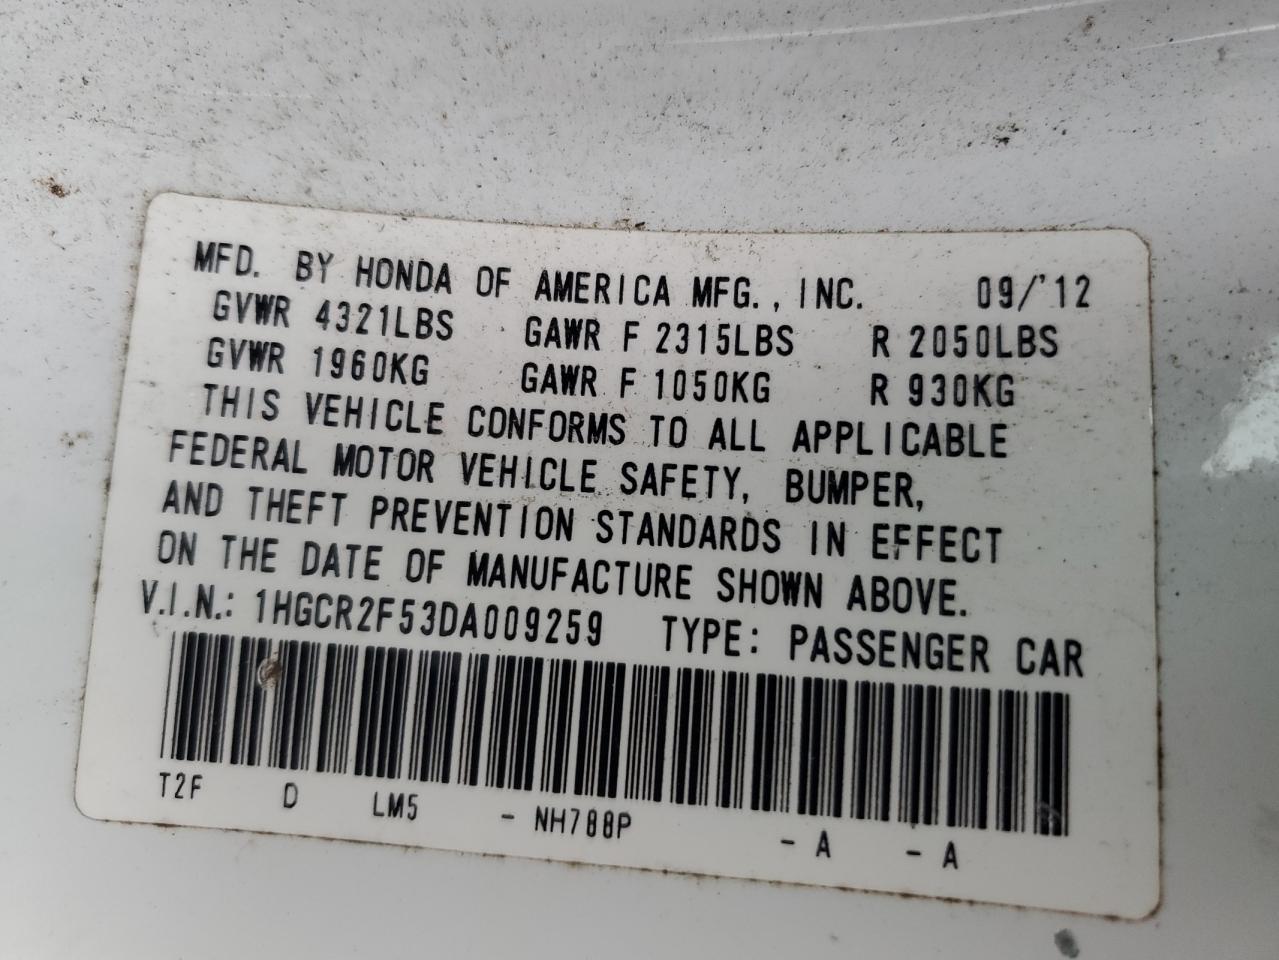 MFD. BY HONDA OF AMERICA MFG., INC. 09/'12
GVWR 4321LBS GAWR F 2315LBS R 2050LBS
GVWR 1960KG GAWR F 1050KG R 930KG
THIS VEHICLE CONFORMS TO ALL APPLICABLE
FEDERAL MOTOR VEHICLE SAFETY, BUMPER,
AND THEFT PREVENTION STANDARDS IN EFFECT
ON THE DATE OF MANUFACTURE SHOWN ABOVE.
V.I.N.: 1HGCR2F53DA009259 TYPE: PASSENGER CAR
T2F D LM5 - NH788P - A - A